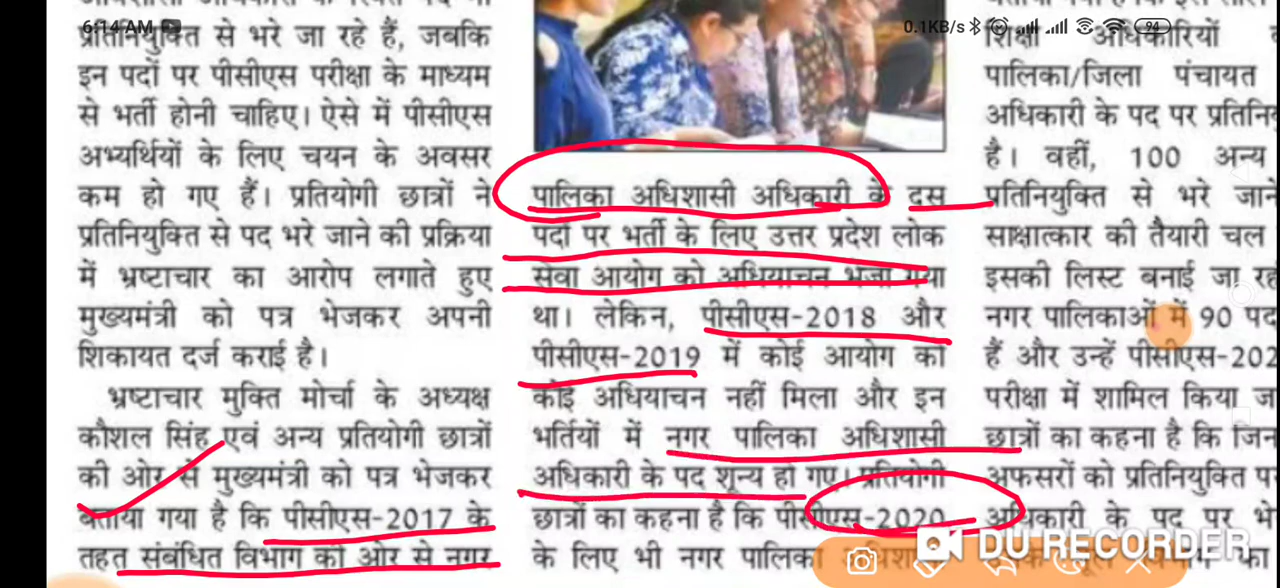 6:14 AM
0.1KB/s
94
प्रतिनियुक्ति से भरे जा रहे हैं, जबकि
इन पदों पर पीसीएस परीक्षा के माध्यम
से भर्ती होनी चाहिए। ऐसे में पीसीएस
अभ्यर्थियों के लिए चयन के अवसर
कम हो गए हैं। प्रतियोगी छात्रों ने
प्रतिनियुक्ति से पद भरे जाने की प्रक्रिया
में भ्रष्टाचार का आरोप लगाते हुए
मुख्यमंत्री को पत्र भेजकर अपनी
शिकायत दर्ज कराई है।
भ्रष्टाचार मुक्ति मोर्चा के अध्यक्ष
कौशल सिंह एवं अन्य प्रतियोगी छात्रों
की ओर से मुख्यमंत्री को पत्र भेजकर
बताया गया है कि पीसीएस-2017 के
तहत संबंधित विभाग की ओर से नगर
पालिका अधिशासी अधिकारी के दस
पदों पर भर्ती के लिए उत्तर प्रदेश लोक
सेवा आयोग को अधियाचन भेजा गया
था। लेकिन, पीसीएस-2018 और
पीसीएस-2019 में कोई आयोग को
कोई अधियाचन नहीं मिला और इन
भर्तियों में नगर पालिका अधिशासी
अधिकारी के पद शून्य हो गए। प्रतियोगी
छात्रों का कहना है कि पीसीएस-2020
के लिए भी नगर पालिका
शिक्षा अधिकारियों
पालिका/जिला पंचायत
अधिकारी के पद पर
है। वहीं, 100 अन्य
प्रतिनियुक्ति से भरे जाने
साक्षात्कार की तैयारी चल
इसकी लिस्ट बनाई जा
नगर पालिकाओं में 90 पद
हैं और उन्हें
परीक्षा में शामिल किया
छात्रों का कहना है कि जिन
अफसरों को प्रतिनियुक्ति
अधिकारी के पद पर
DU RECORDER